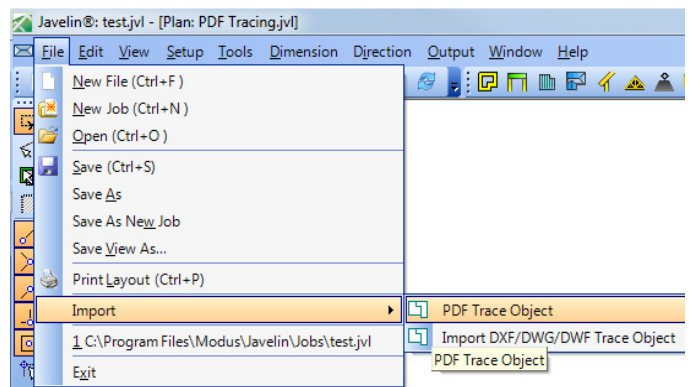 Javelin®: test.jvl - [Plan: PDF Tracing.jvl]
File Edit View Setup Tools Dimension Direction Output Window Help
New File (Ctrl+F )
New Job (Ctrl+N )
Open (Ctrl+O )
Save (Ctrl+S)
Save As
Save As New Job
Save View As...
Print Layout (Ctrl+P)
Import
PDF Trace Object
1 C:\Program Files\Modus\Javelin\Jobs\test.jvl
Import DXF/DWG/DWF Trace Object
PDF Trace Object
Exit